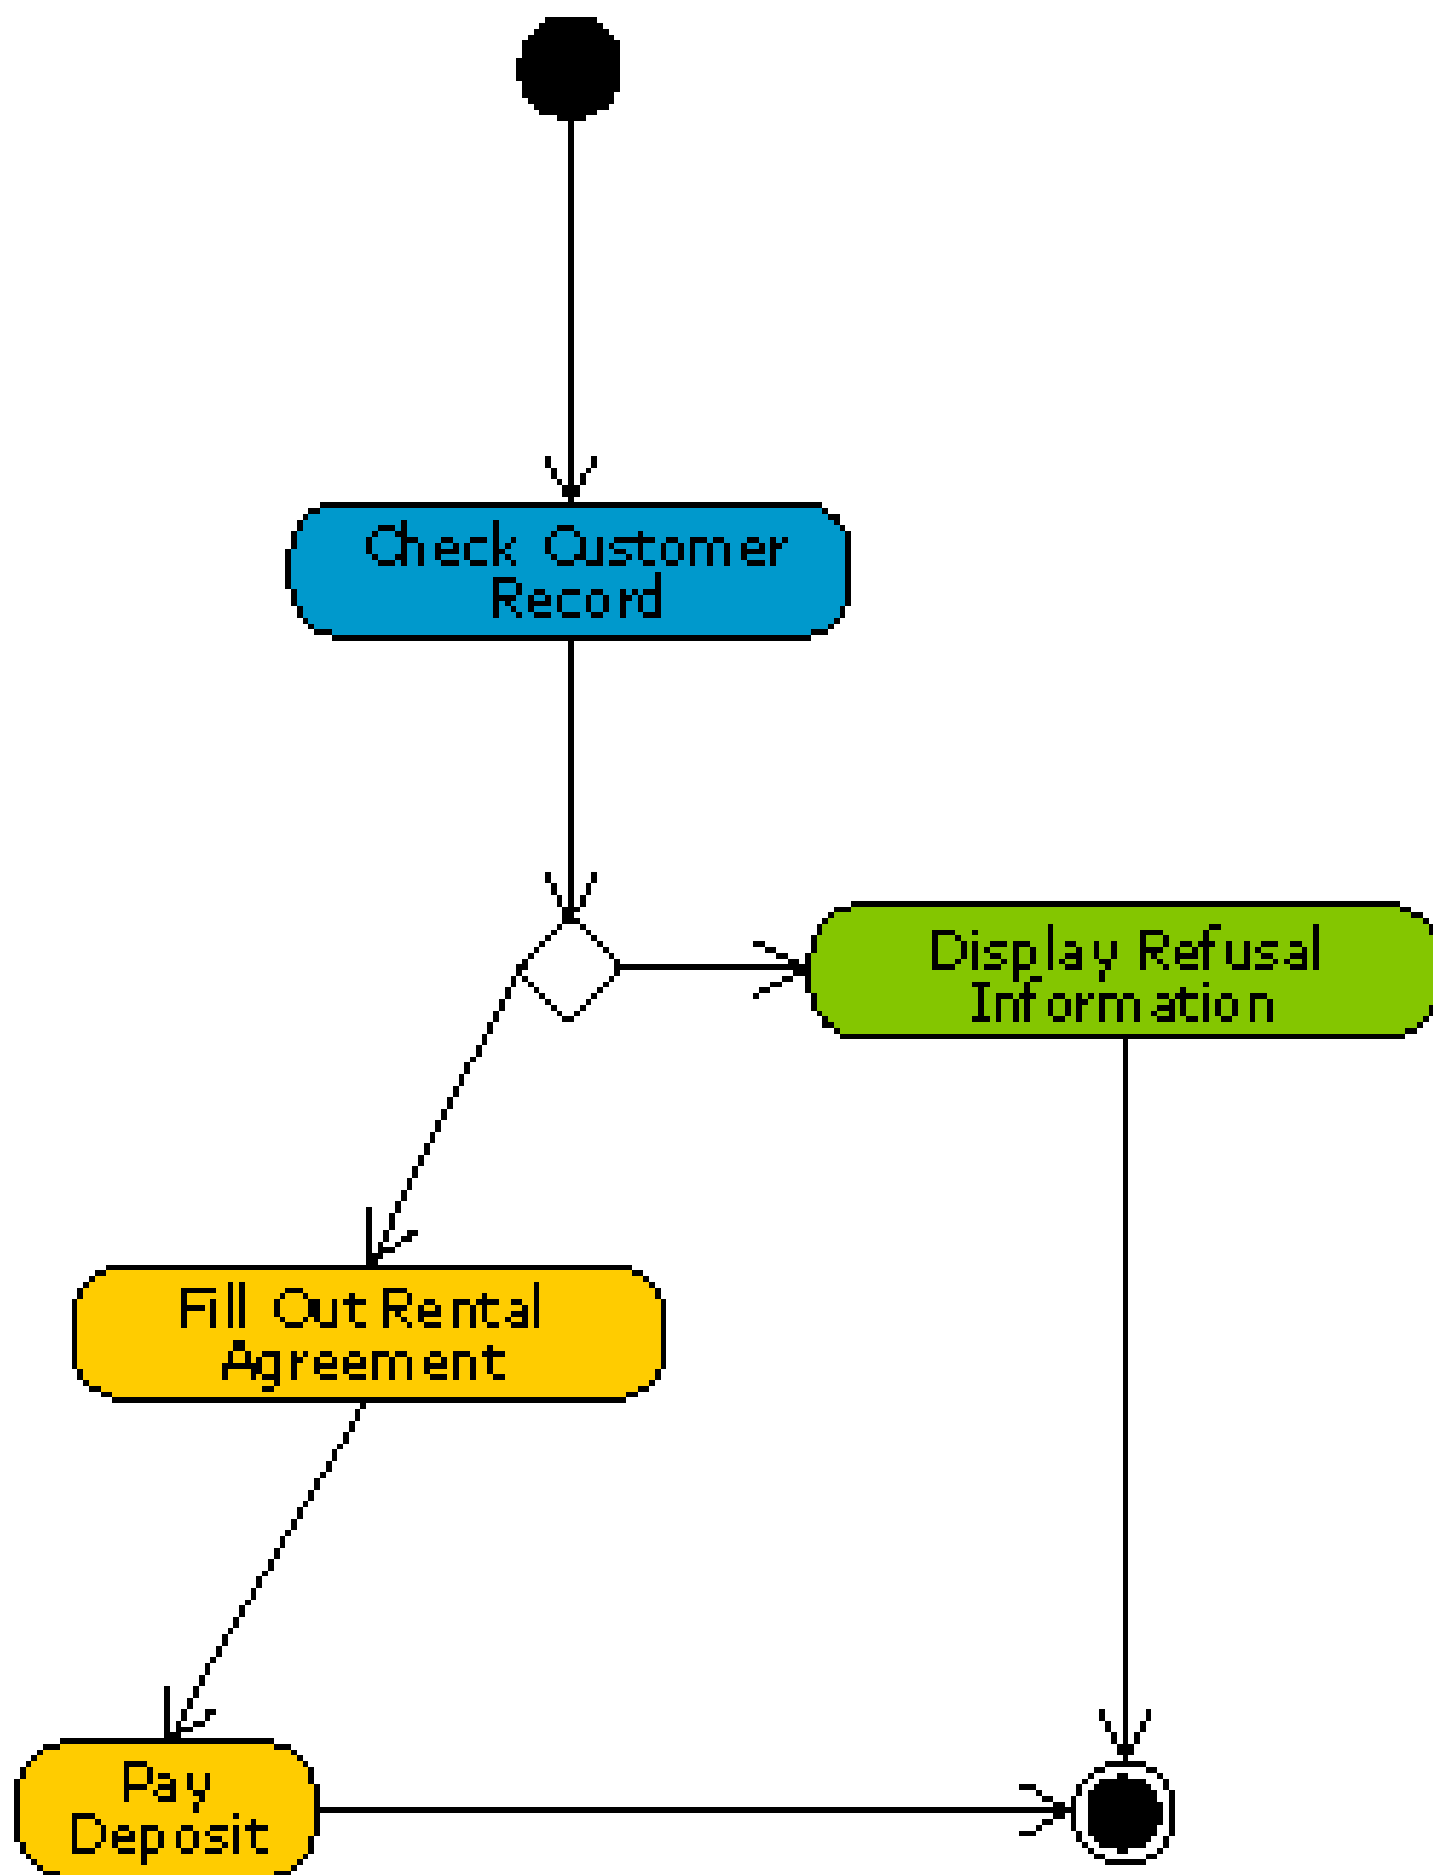 Check Customer
Record
Display Refusal
Information
Fill Out Rental
Agreement
Pay
Deposit